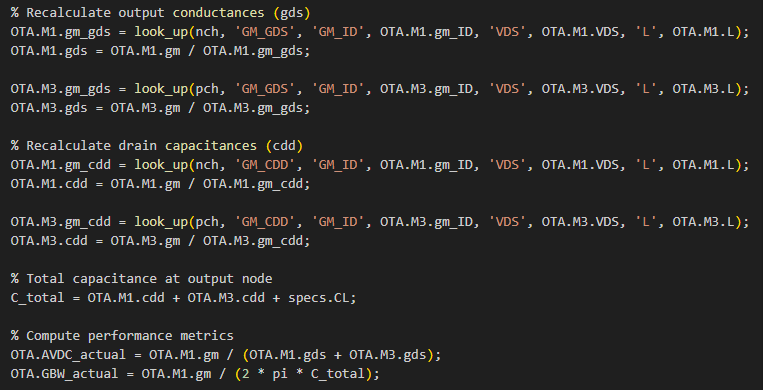 % Recalculate output conductances (gds)
OTA.M1.gm_gds = look_up(nch, 'GM_GDS', 'GM_ID', OTA.M1.gm_ID, 'VDS', OTA.M1.VDS, 'L', OTA.M1.L);
OTA.M1.gds = OTA.M1.gm / OTA.M1.gm_gds;
OTA.M3.gm_gds = look_up(pch, 'GM_GDS', 'GM_ID', OTA.M3.gm_ID, 'VDS', OTA.M3.VDS, 'L', OTA.M3.L);
OTA.M3.gds = OTA.M3.gm / OTA.M3.gm_gds;
% Recalculate drain capacitances (cdd)
OTA.M1.gm_cdd = look_up(nch, 'GM_CDD', 'GM_ID', OTA.M1.gm_ID, 'VDS', OTA.M1.VDS, 'L', OTA.M1.L);
OTA.M1.cdd = OTA.M1.gm / OTA.M1.gm_cdd;
OTA.M3.gm_cdd = look_up(pch, 'GM_CDD', 'GM_ID', OTA.M3.gm_ID, 'VDS', OTA.M3.VDS, 'L', OTA.M3.L);
OTA.M3.cdd = OTA.M3.gm / OTA.M3.gm_cdd;
% Total capacitance at output node
C_total = OTA.M1.cdd + OTA.M3.cdd + specs.CL;
% Compute performance metrics
OTA.AVDC_actual = OTA.M1.gm / (OTA.M1.gds + OTA.M3.gds);
OTA.GBW_actual = OTA.M1.gm / (2 * pi * C_total);